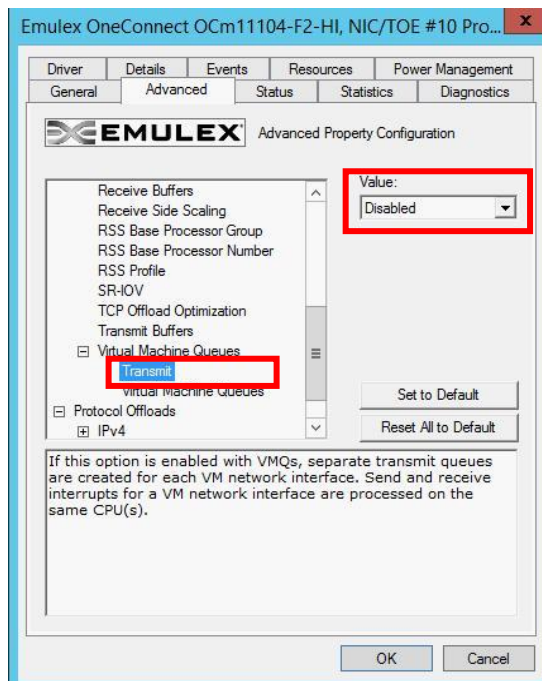 Emulex OneConnect OCm11104-F2-HI, NIC/TOE #10 Pro...
x
Driver Details Events Resources Power Management
General Advanced Status Statistics Diagnostics
EMULEX Advanced Property Configuration
Value:
Disabled
Receive Buffers
Receive Side Scaling
RSS Base Processor Group
RSS Base Processor Number
RSS Profile
SR-IOV
TCP Offload Optimization
Transmit Buffers
Virtual Machine Queues
Transmit
Virtual Machine Queues
Protocol Offloads
IPv4
Set to Default
Reset All to Default
If this option is enabled with VMQs, separate transmit queues
are created for each VM network interface. Send and receive
interrupts for a VM network interface are processed on the
same CPU(s).
OK Cancel